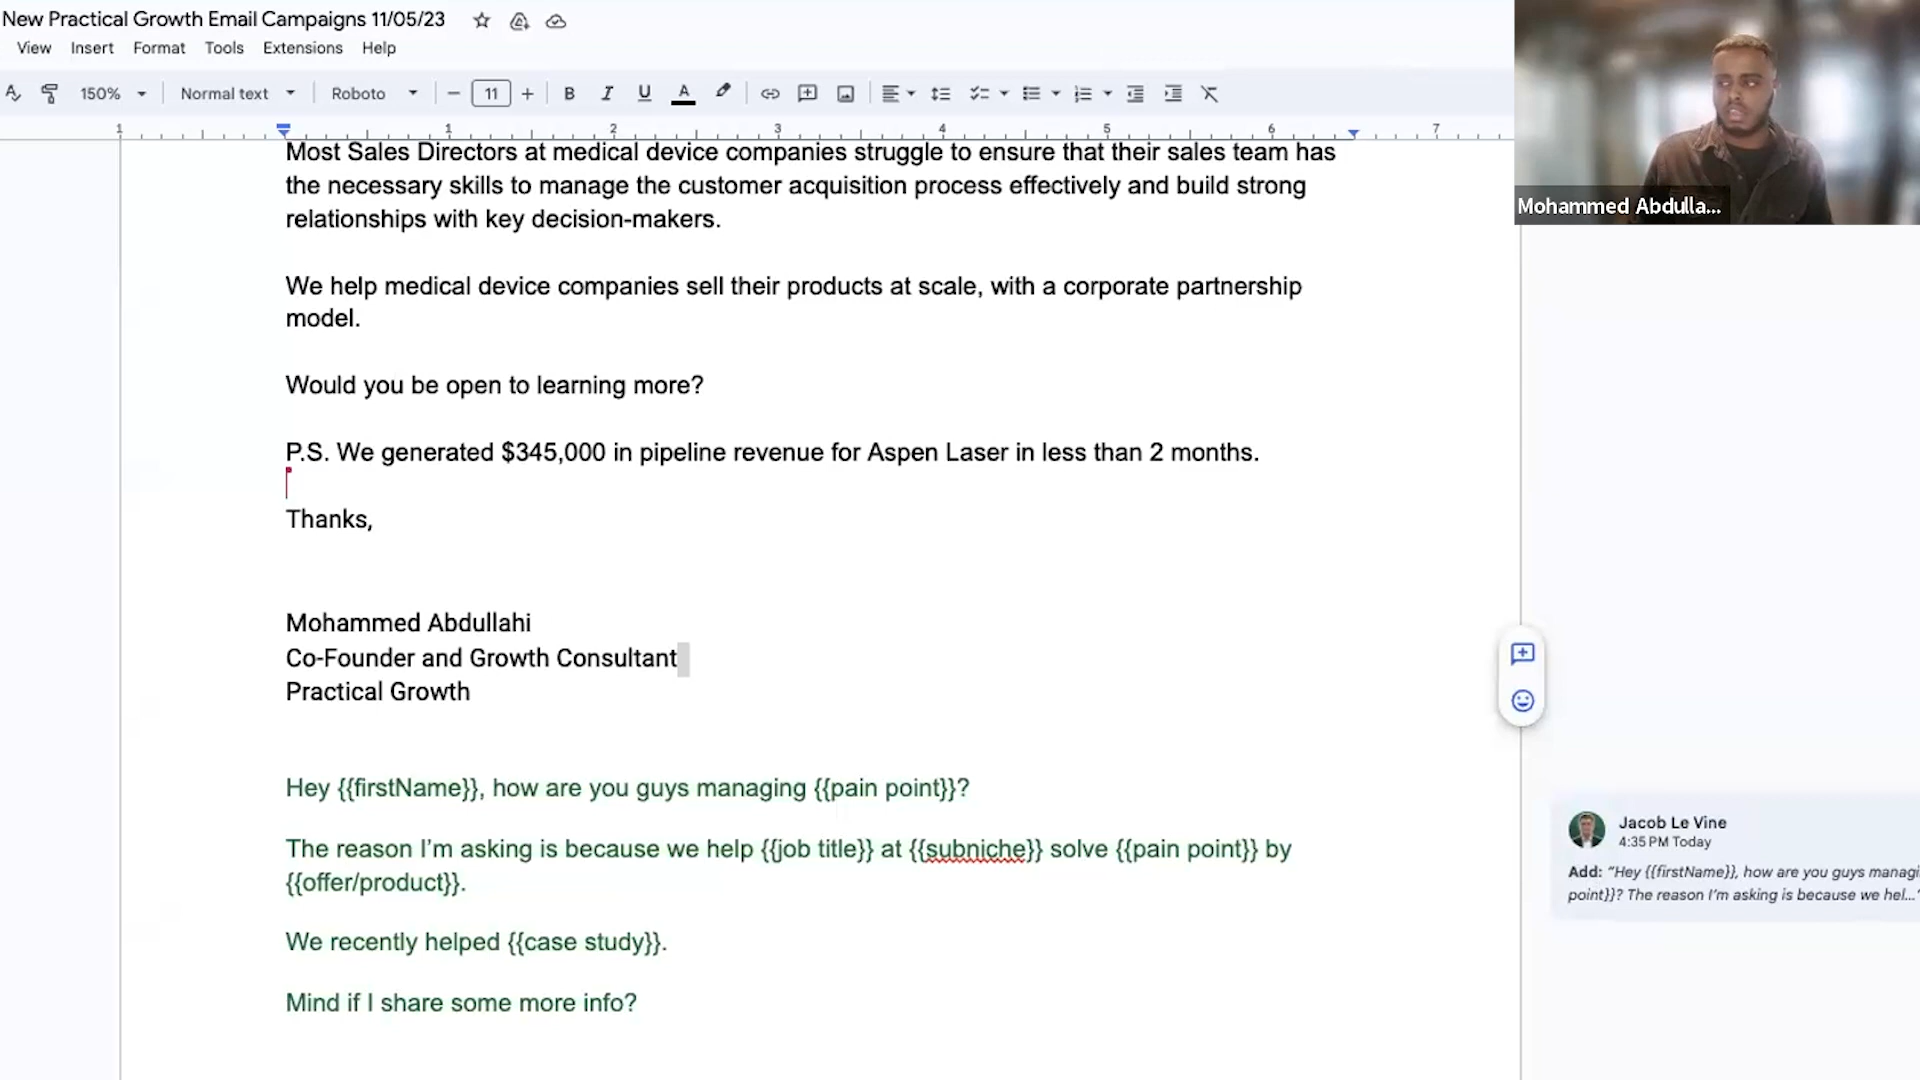 New Practical Growth Email Campaigns 11/05/23
View Insert Format Tools Extensions Help
150% Normal text Roboto 11 B I U A
1 1 2 3 4 5 6 7
Mohammed Abdulla...
Most Sales Directors at medical device companies struggle to ensure that their sales team has
the necessary skills to manage the customer acquisition process effectively and build strong
relationships with key decision-makers.
We help medical device companies sell their products at scale, with a corporate partnership
model.
Would you be open to learning more?
P.S. We generated $345,000 in pipeline revenue for Aspen Laser in less than 2 months.
Thanks,
Mohammed Abdullahi
Co-Founder and Growth Consultant
Practical Growth
Hey {{firstName}}, how are you guys managing {{pain point}}?
The reason I’m asking is because we help {{job title}} at {{subniche}} solve {{pain point}} by
{{offer/product}}.
We recently helped {{case study}}.
Mind if I share some more info?
Jacob Le Vine
4:35 PM Today
Add: “Hey {{firstName}}, how are you guys managi
point}}? The reason I’m asking is because we hel...”